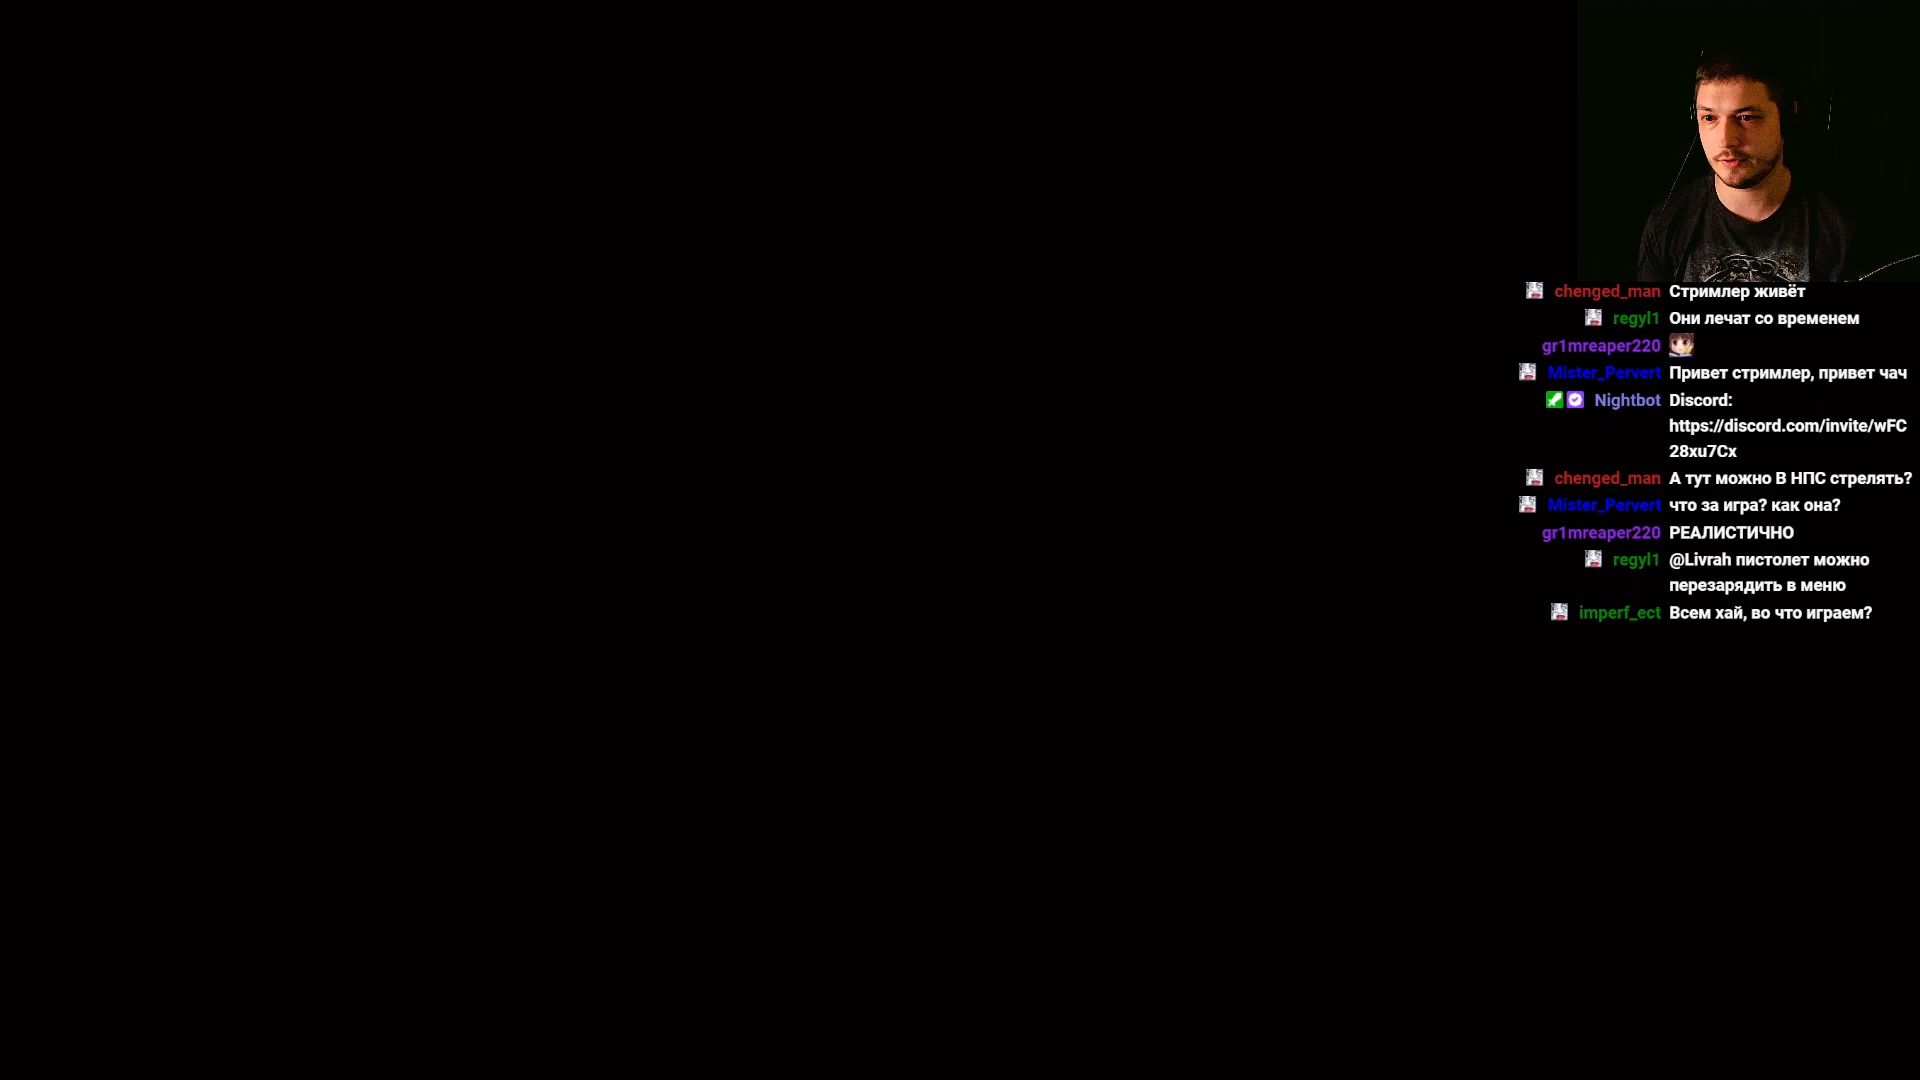 chenged_man Стримлер живёт
regyl1 Они лечат со временем
gr1mreaper220
Mister_Pervert Привет стримлер, привет чач
Nightbot Discord:
https://discord.com/invite/wFC
28xu7Cx
chenged_man А тут можно В НПС стрелять?
Mister_Pervert что за игра? как она?
gr1mreaper220 РЕАЛИСТИЧНО
regyl1 @Livrah пистолет можно
перезарядить в меню
imperf_ect Всем хай, во что играем?